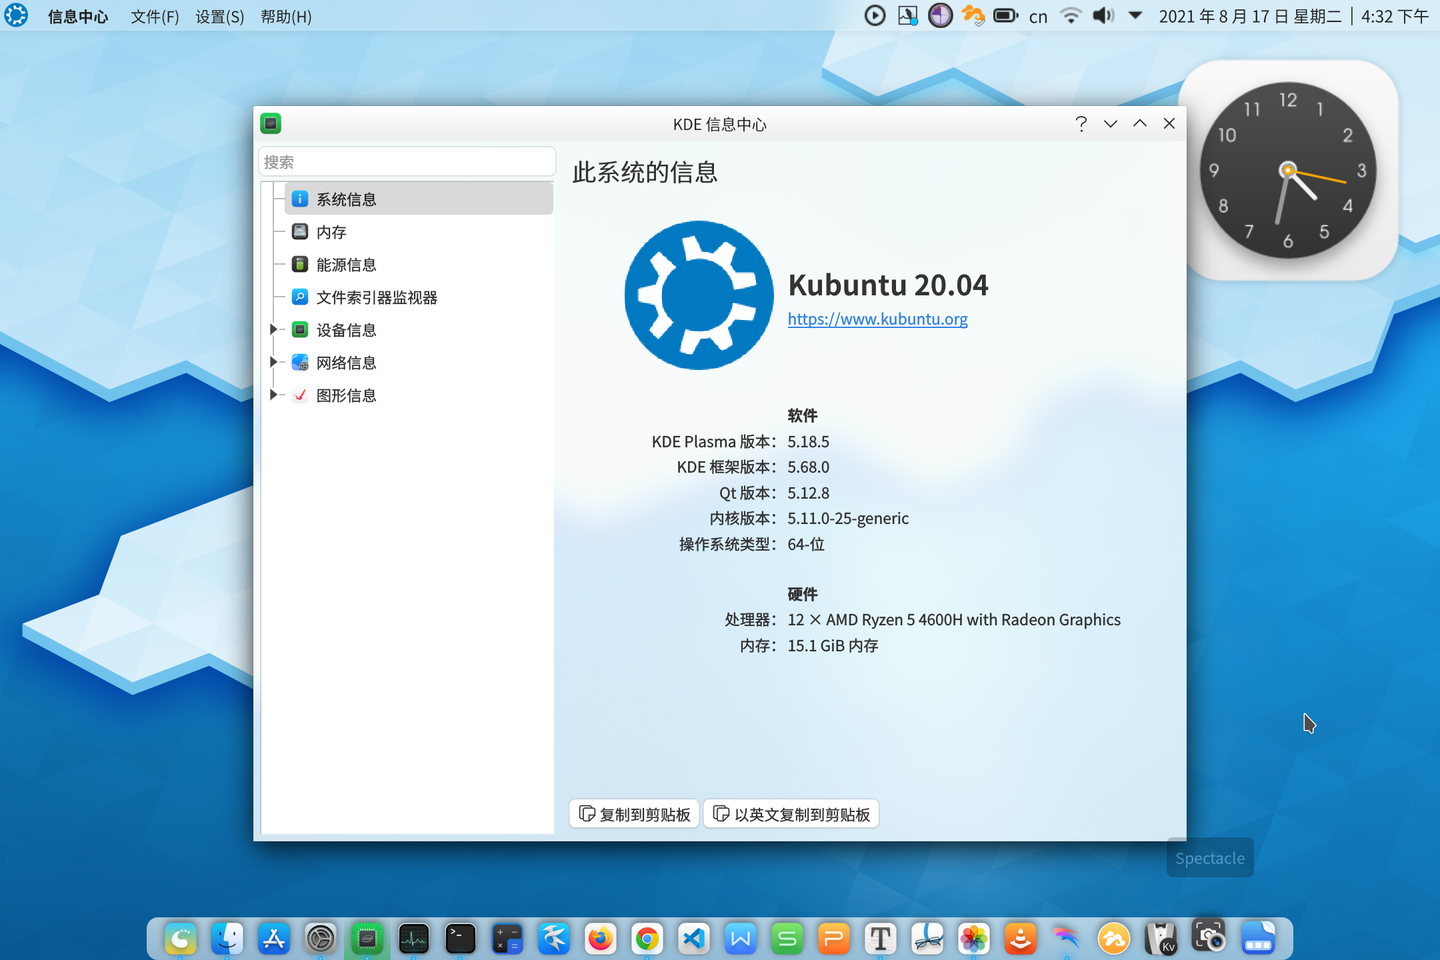 信息中心 文件(F) 设置(S) 帮助(H) cn 2021 年 8 月 17 日 星期二 4:32 下午
KDE 信息中心
搜索
系统信息
内存
能源信息
文件索引器监视器
设备信息
网络信息
图形信息
此系统的信息
Kubuntu 20.04
https://www.kubuntu.org
软件
KDE Plasma 版本： 5.18.5
KDE 框架版本： 5.68.0
Qt 版本： 5.12.8
内核版本： 5.11.0-25-generic
操作系统类型： 64-位
硬件
处理器： 12 × AMD Ryzen 5 4600H with Radeon Graphics
内存： 15.1 GiB 内存
复制到剪贴板 以英文复制到剪贴板
12
11 1
10 2
9 3
8 4
7 5
6
Spectacle
W S P T Kv